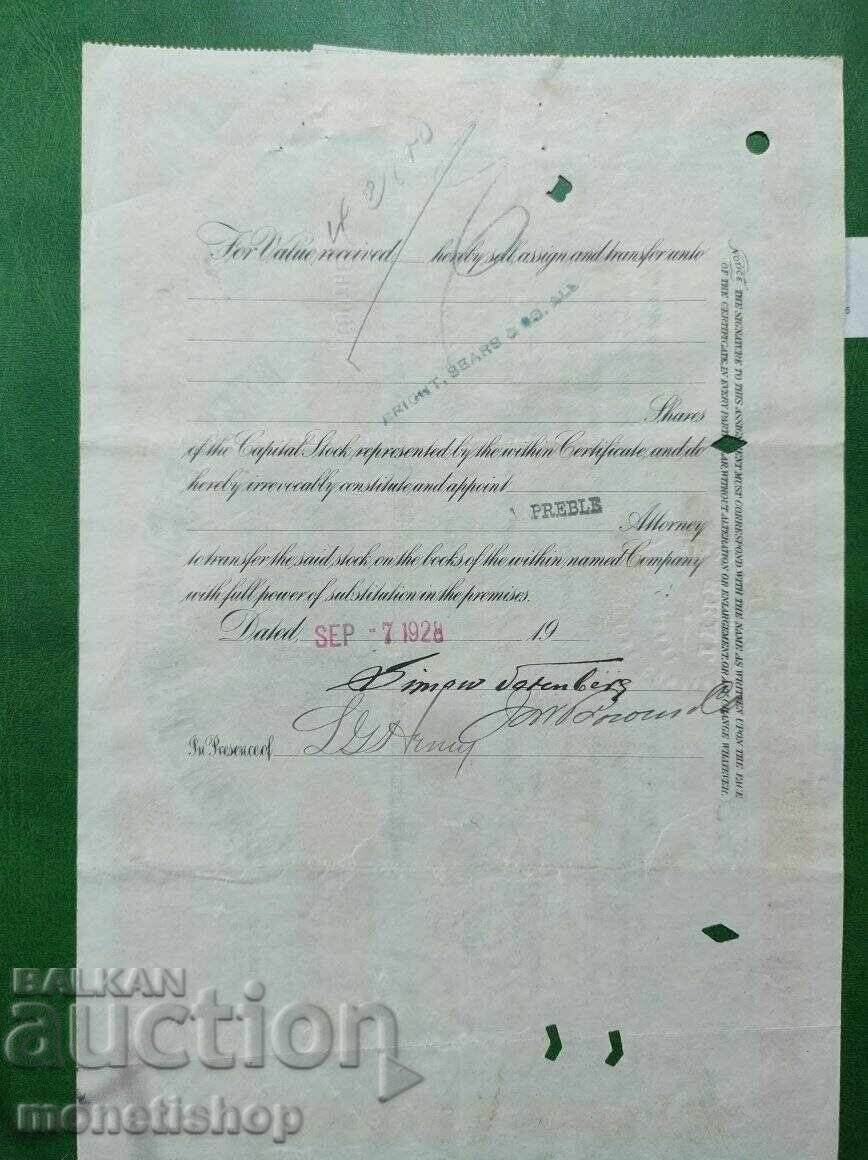 For Value received, hereby sell, assign and transfer unto
BRIGHT, SEARS & CO.
Shares
of the Capital Stock, represented by the within Certificate, and do
hereby irrevocably constitute and appoint
PREBLE
Attorney
to transfer the said stock, on the books of the within named Company
with full power of substitution in the premises.
Dated SEP -7 1928 19
In Presence of
NOTICE THE SIGNATURE TO THIS ASSIGNMENT MUST CORRESPOND WITH THE NAME AS WRITTEN UPON THE FACE
OF THE CERTIFICATE, IN EVERY PARTICULAR, WITHOUT ALTERATION OR ENLARGEMENT, OR ANY CHANGE WHATEVER.
BALKAN
auction
monetishop